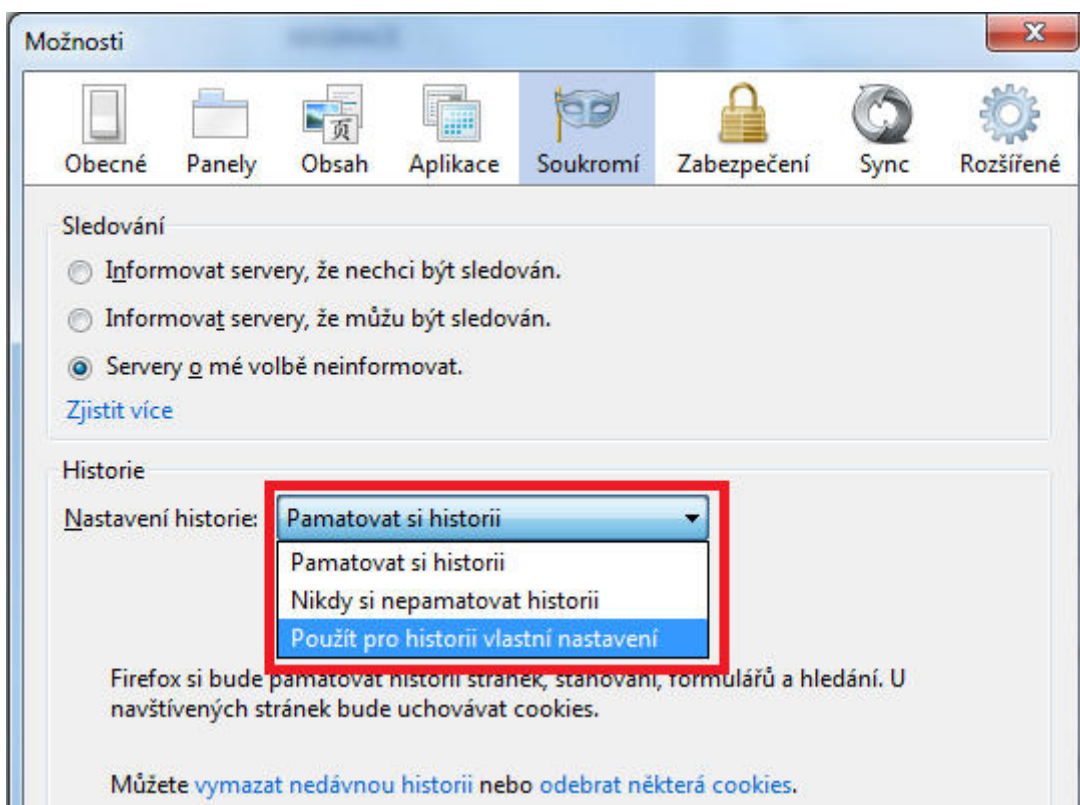 Možnosti
Obecné Panely Obsah Aplikace Soukromí Zabezpečení Sync Rozšířené
Sledování
Informovat servery, že nechci být sledován.
Informovat servery, že můžu být sledován.
Servery o mé volbě neinformovat.
Zjistit více
Historie
Nastavení historie: Pamatovat si historii
Pamatovat si historii
Nikdy si nepamatovat historii
Použít pro historii vlastní nastavení
Firefox si bude pamatovat historii stránek, stahování, formulářů a hledání. U
navštívených stránek bude uchovávat cookies.
Můžete vymazat nedávnou historii nebo odebrat některá cookies.